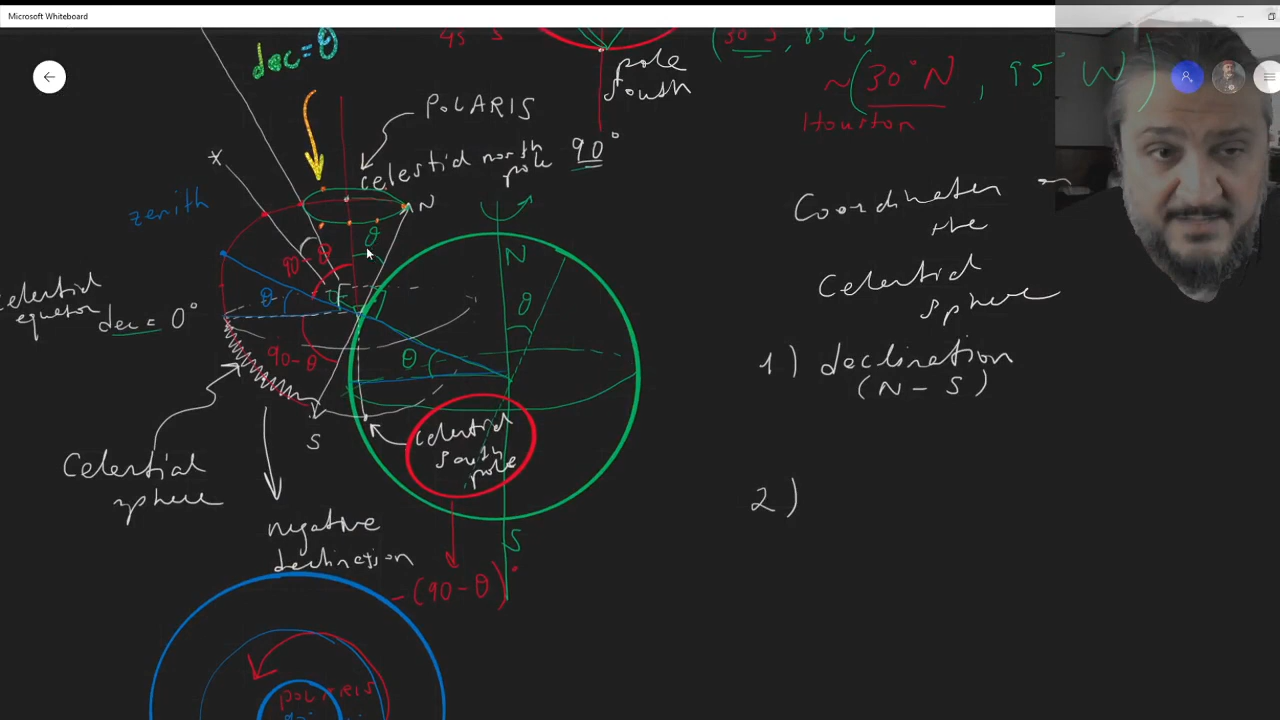 Microsoft Whiteboard
dec=θ
45° S
(30° S, 85° E)
pole
South
~(30°N, 95° W)
Houston
POLARIS
celestial north
pole 90°
N
zenith
θ
90-θ
N
θ
θ
celestial
equator dec = 0°
90-θ
θ
S
celestial
south
pole
Celestial
sphere
negative
declination
S
-(90-θ)°
POLARIS
Coordinates on
the
Celestial
sphere
1) declination
(N-S)
2)